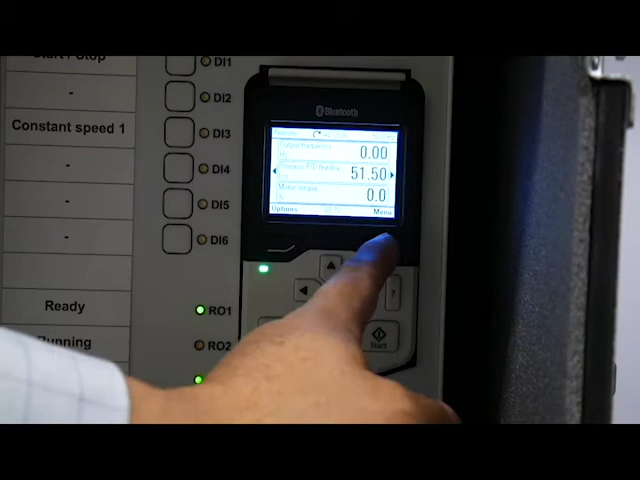 Start / Stop
-
Constant speed 1
-
-
-
Ready
Running
DI1
DI2
DI3
DI4
DI5
DI6
RO1
RO2
Bluetooth
Output frequency
Hz
0.00
51.50
Motor torque
%
0.0
Options
Menu
?
Start